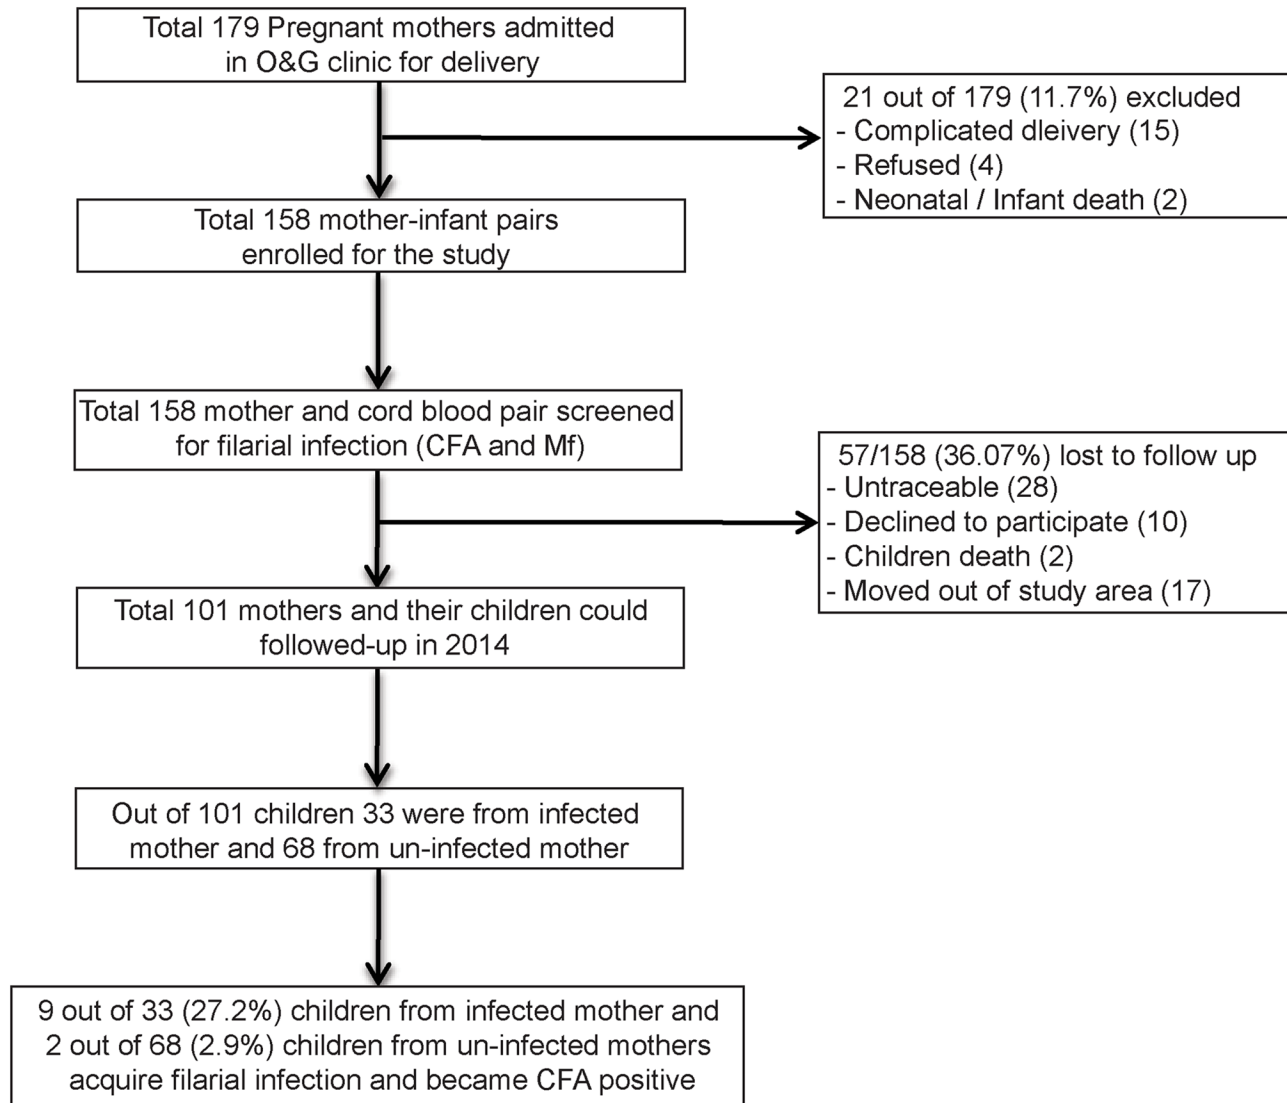 Total 179 Pregnant mothers admitted
in O&G clinic for delivery
21 out of 179 (11.7%) excluded
- Complicated dleivery (15)
- Refused (4)
- Neonatal / Infant death (2)
Total 158 mother-infant pairs
enrolled for the study
Total 158 mother and cord blood pair screened
for filarial infection (CFA and Mf)
57/158 (36.07%) lost to follow up
- Untraceable (28)
- Declined to participate (10)
- Children death (2)
- Moved out of study area (17)
Total 101 mothers and their children could
followed-up in 2014
Out of 101 children 33 were from infected
mother and 68 from un-infected mother
9 out of 33 (27.2%) children from infected mother and
2 out of 68 (2.9%) children from un-infected mothers
acquire filarial infection and became CFA positive